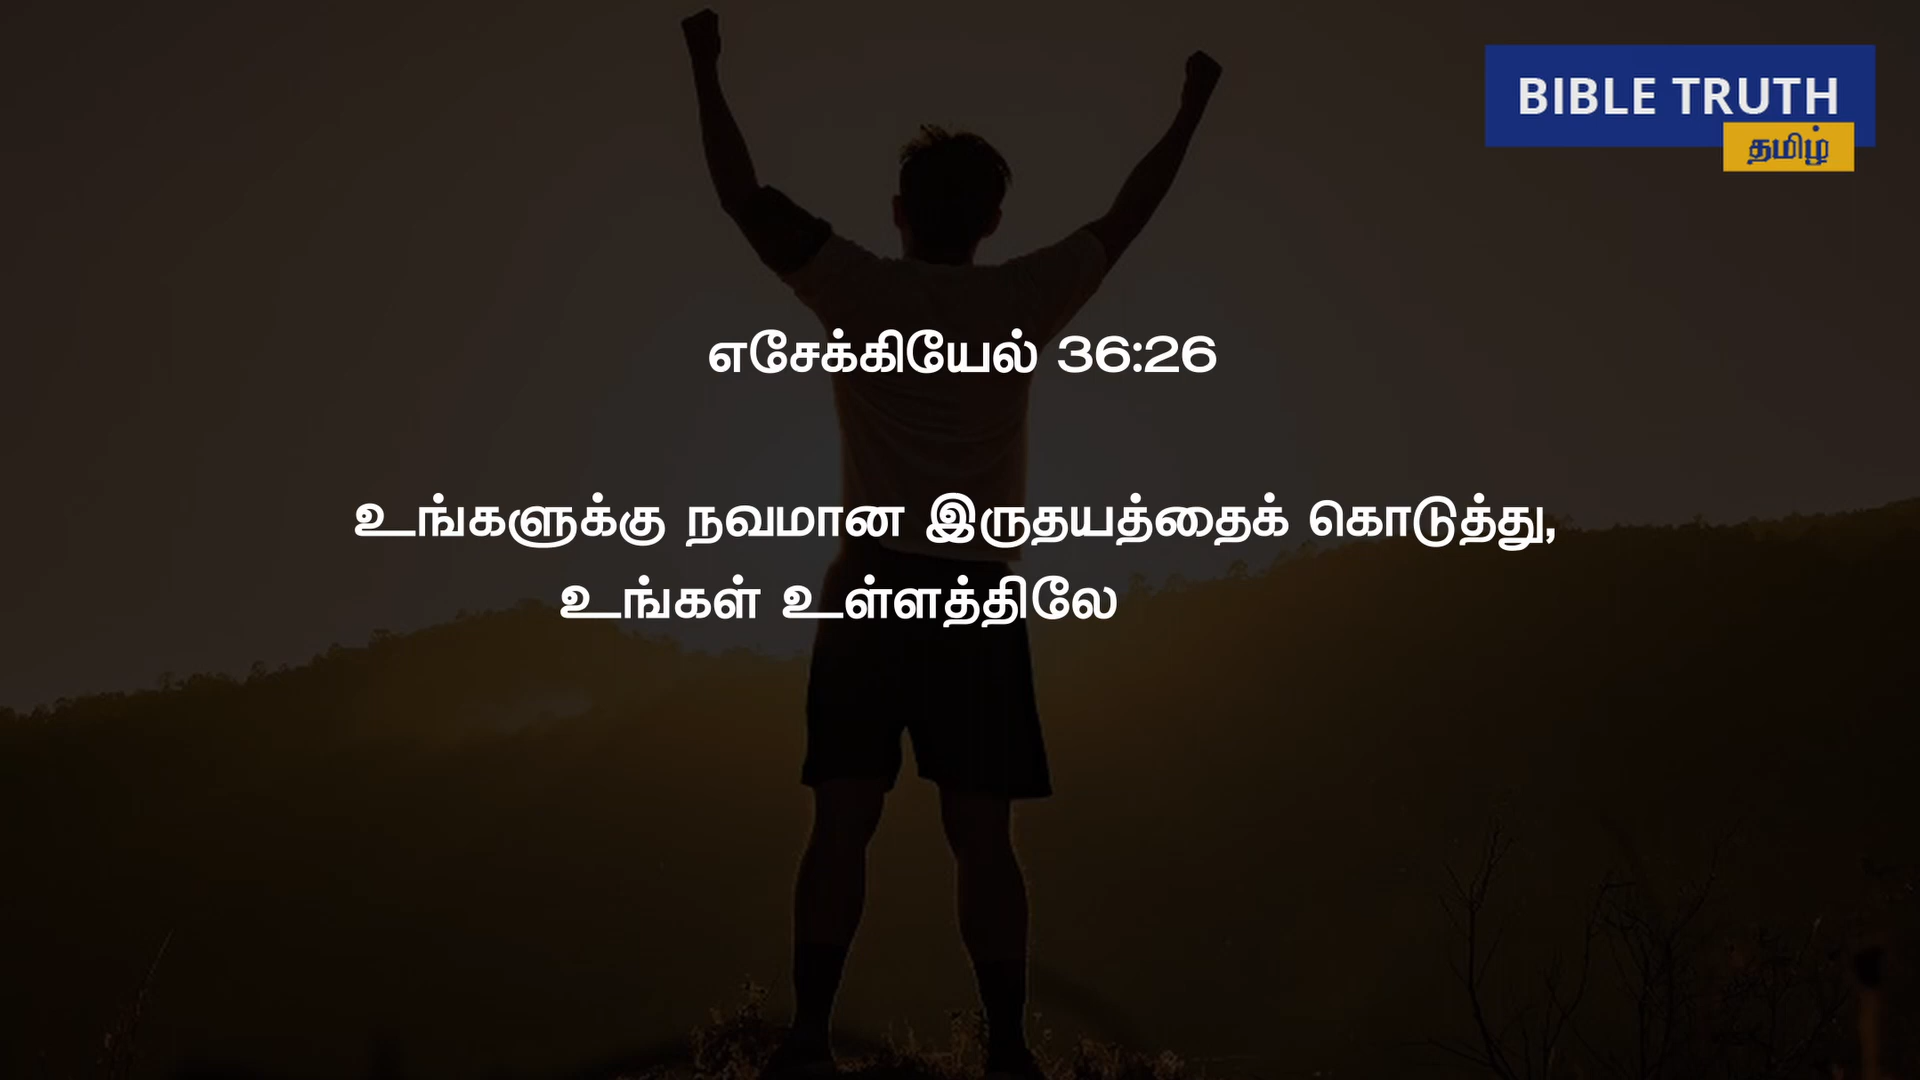 BIBLE TRUTH
தமிழ்
எசேக்கியேல் 36:26
உங்களுக்கு நவமான இருதயத்தைக் கொடுத்து,
உங்கள் உள்ளத்திலே